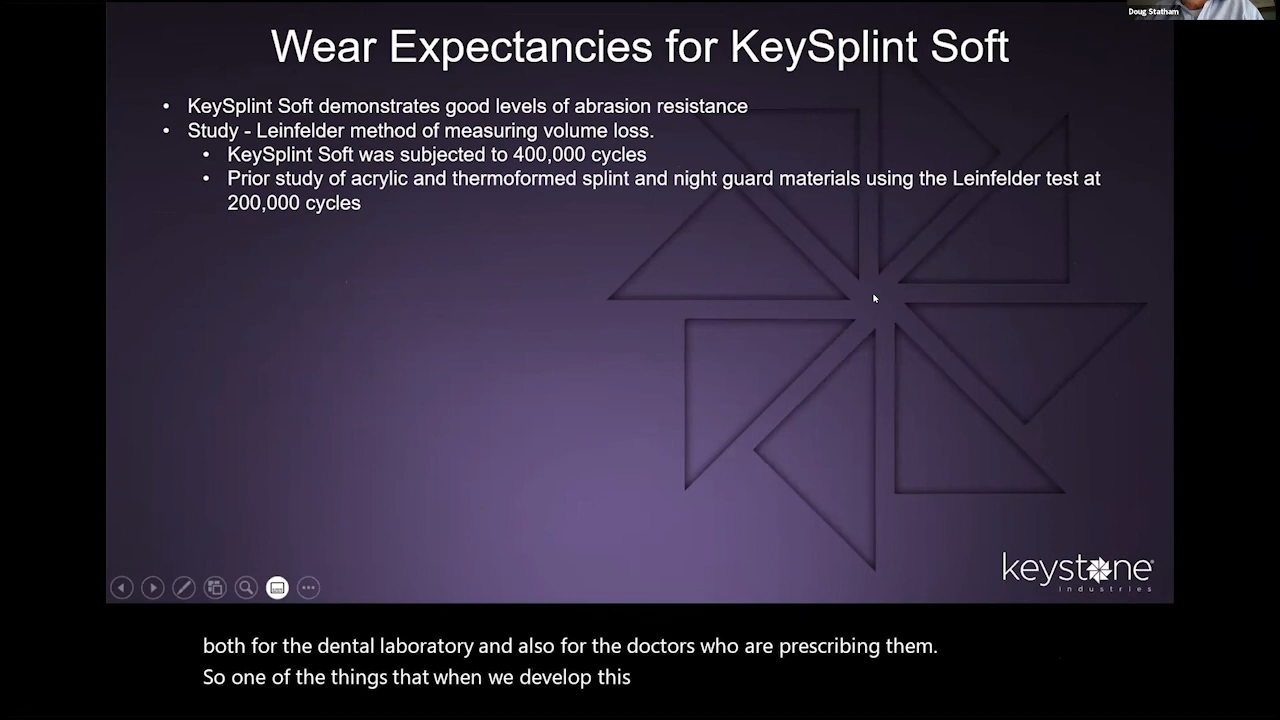 Doug Statham
Wear Expectancies for KeySplint Soft
• KeySplint Soft demonstrates good levels of abrasion resistance
• Study - Leinfelder method of measuring volume loss.
• KeySplint Soft was subjected to 400,000 cycles
• Prior study of acrylic and thermoformed splint and night guard materials using the Leinfelder test at
200,000 cycles
keystone
industries
both for the dental laboratory and also for the doctors who are prescribing them.
So one of the things that when we develop this